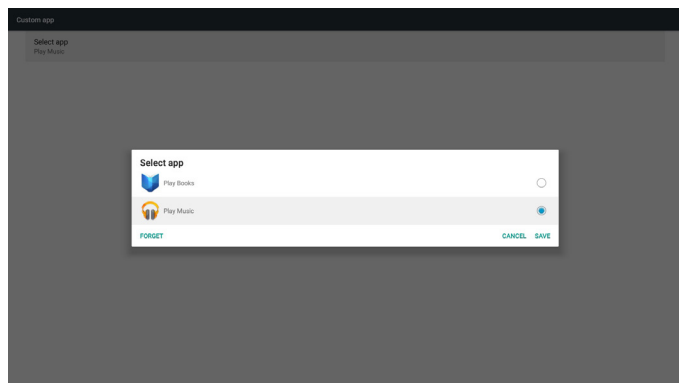 Custom app
Select app
Play Music
Select app
Play Books
Play Music
FORGET
CANCEL SAVE